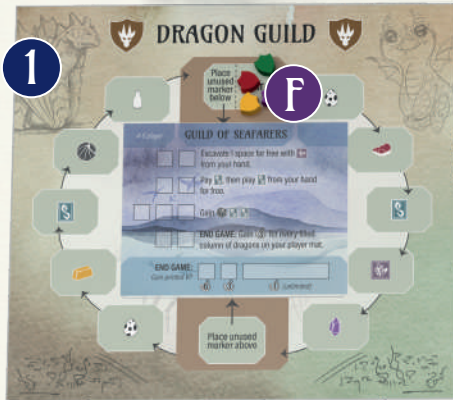 DRAGON GUILD
1
Place
unused
marker
below
F
GUILD OF SEAFARERS
Excavate 1 space for free with
from your hand.
Pay, then play from your hand
for free.
Gain
END GAME: Gain 3 for every filled
column of dragons on your player mat.
END GAME:
(unlimited)
Place unused
marker above